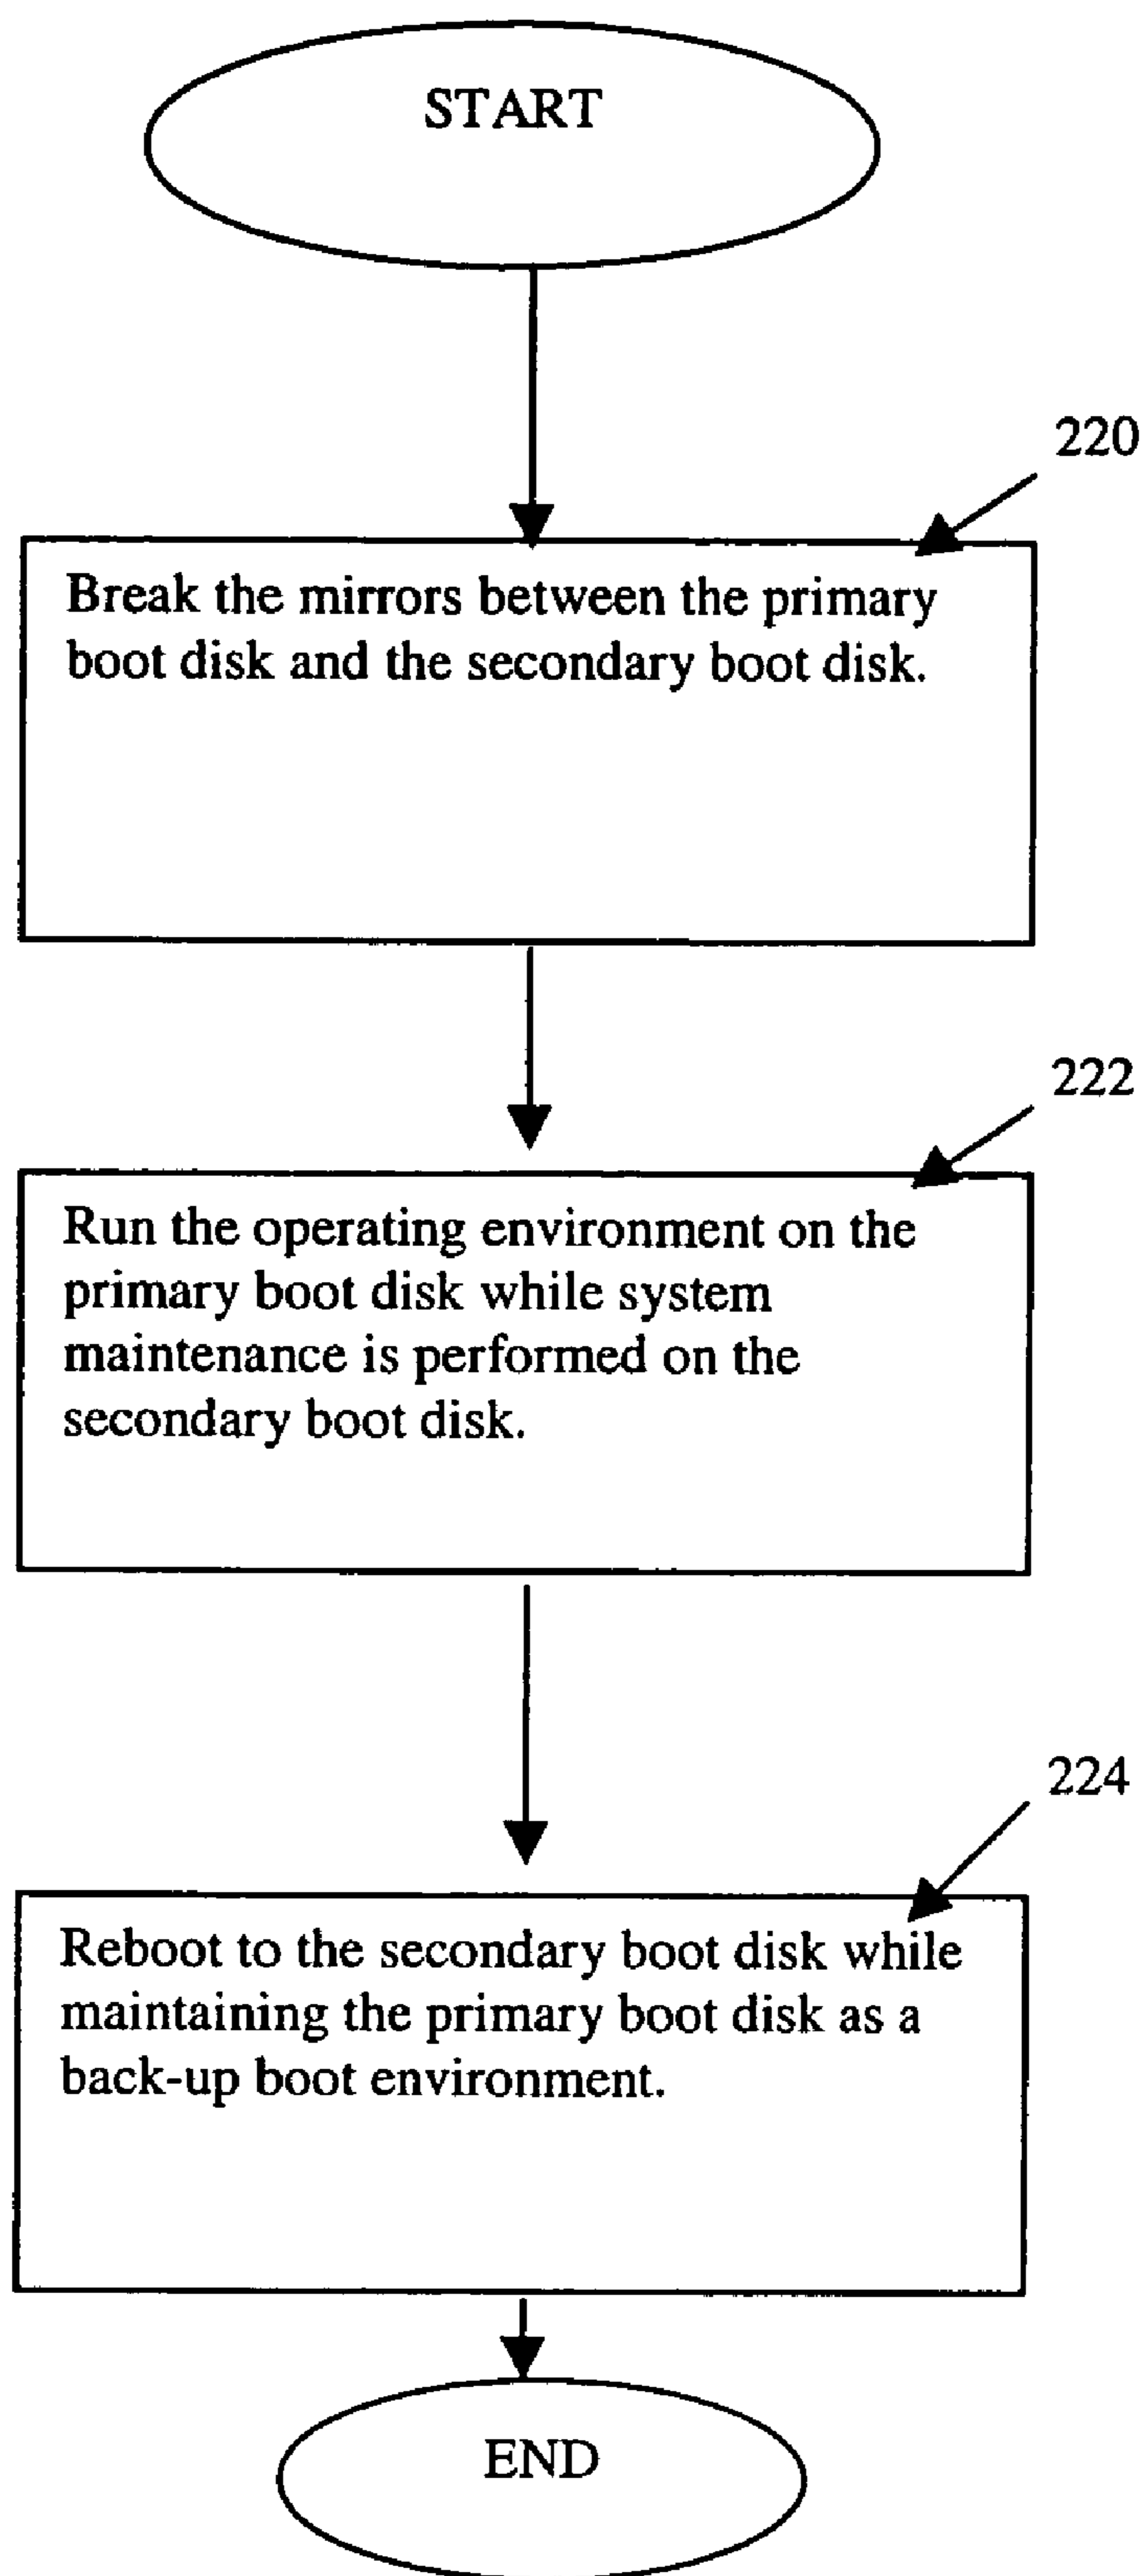 START
220
Break the mirrors between the primary
boot disk and the secondary boot disk.
222
Run the operating environment on the
primary boot disk while system
maintenance is performed on the
secondary boot disk.
224
Reboot to the secondary boot disk while
maintaining the primary boot disk as a
back-up boot environment.
END